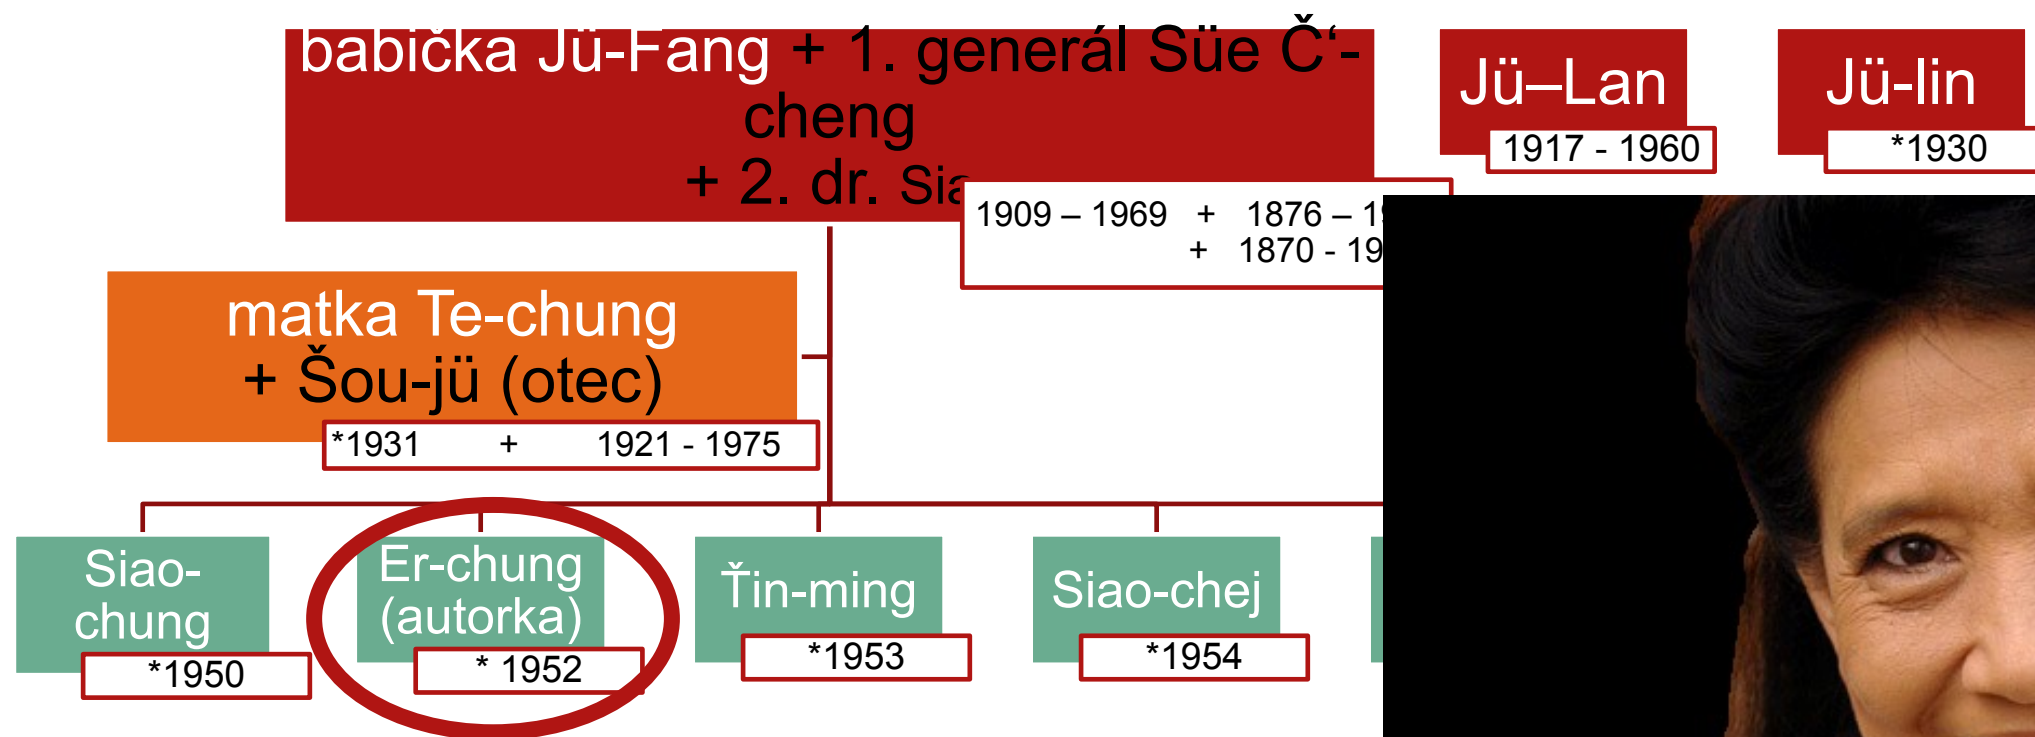 babička Jü-Fang + 1. generál Süe Č‘-
cheng
+ 2. dr.
1909 – 1969 + 1876 –
+ 1870 -
Jü–Lan
1917 - 1960
Jü-lin
*1930
matka Te-chung
+ Šou-jü (otec)
*1931 + 1921 - 1975
Siao-
chung
*1950
Er-chung
(autorka)
* 1952
Ťin-ming
*1953
Siao-chej
*1954